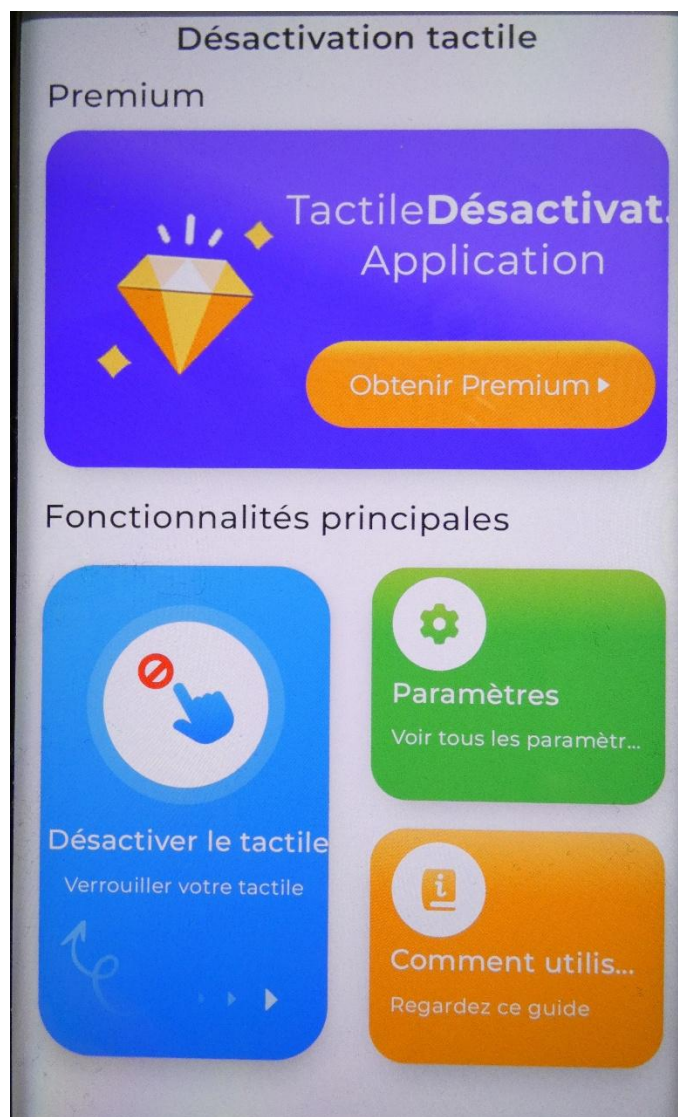 Désactivation tactile
Premium
TactileDésactivat.
Application
Obtenir Premium
Fonctionnalités principales
Désactiver le tactile
Verrouiller votre tactile
Paramètres
Voir tous les paramètr...
Comment utilis...
Regardez ce guide